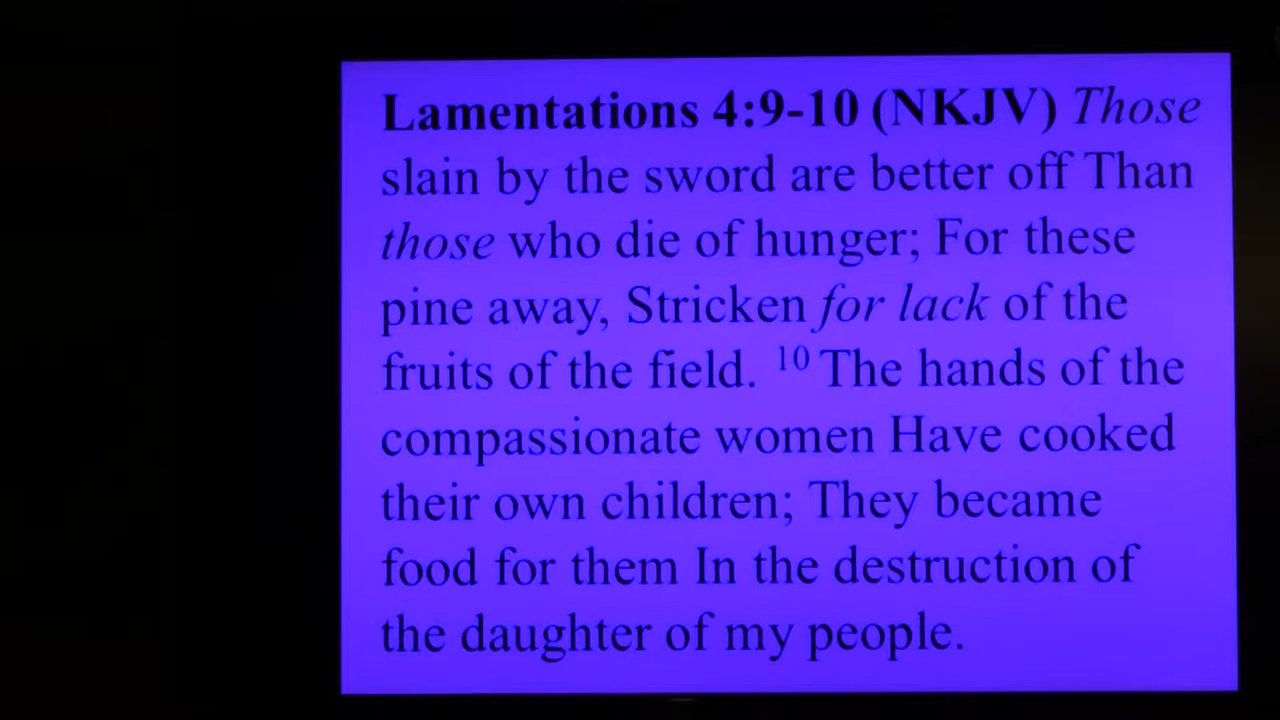 Lamentations 4:9-10 (NKJV) Those
slain by the sword are better off Than
those who die of hunger; For these
pine away, Stricken for lack of the
fruits of the field. 10 The hands of the
compassionate women Have cooked
their own children; They became
food for them In the destruction of
the daughter of my people.